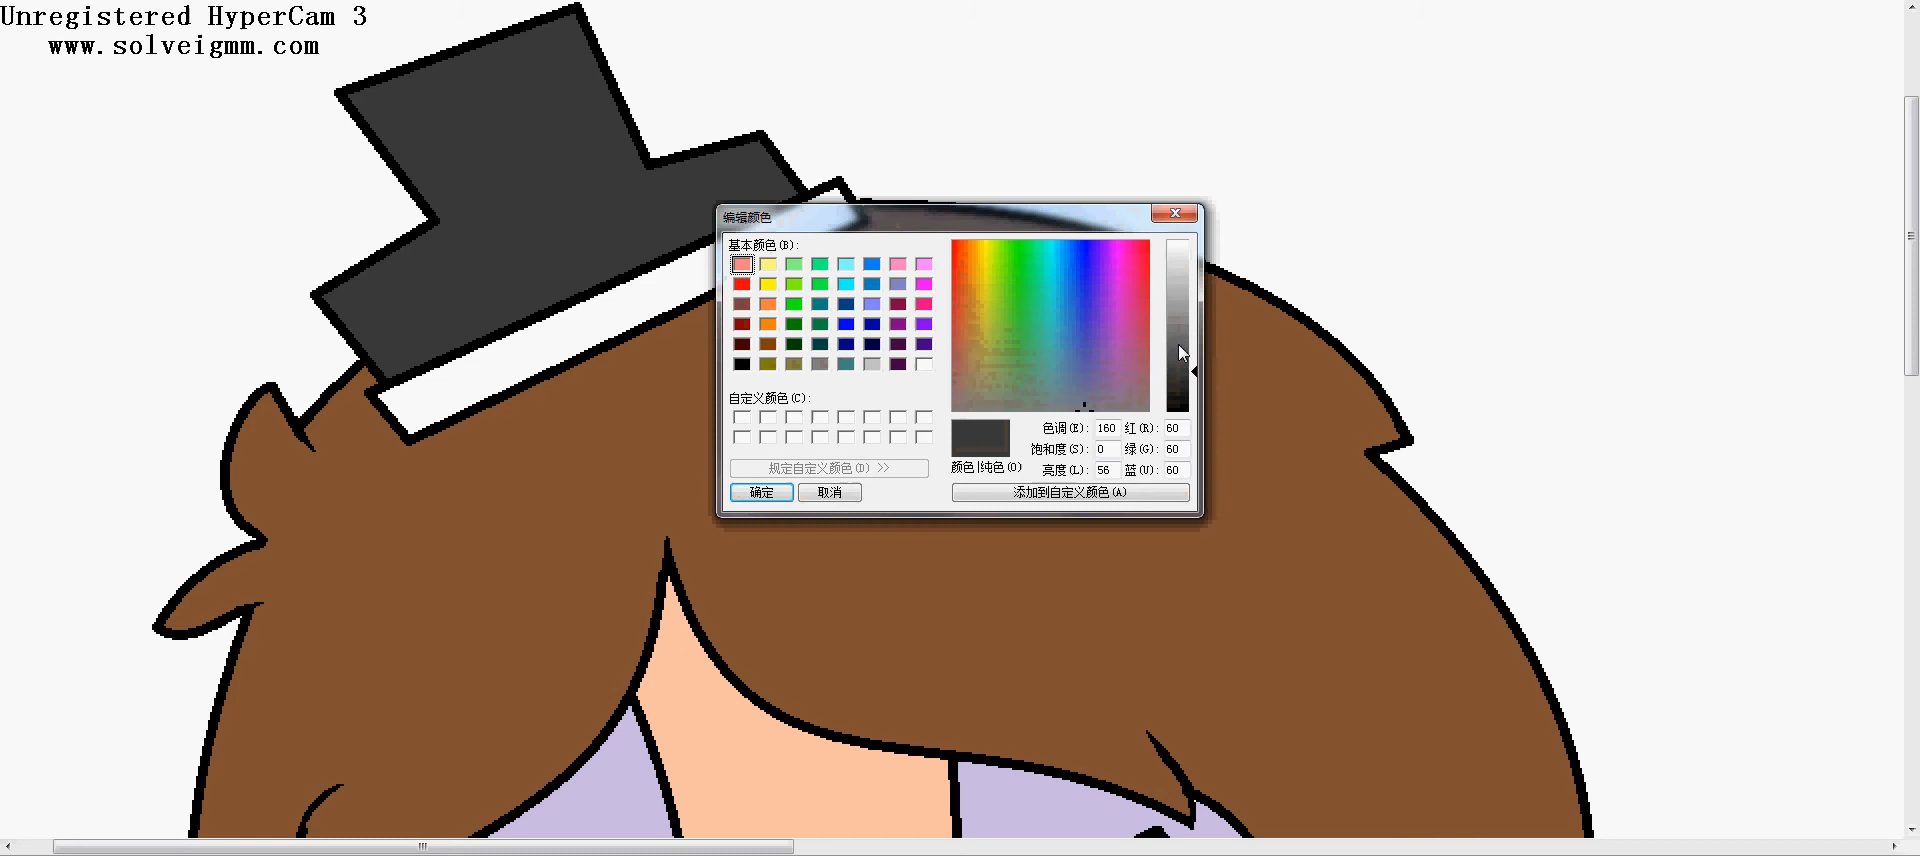 Unregistered HyperCam 3
www.solveigmm.com
编辑颜色
基本颜色(B):
自定义颜色(C):
规定自定义颜色(D) >>
确定 取消
色调(E): 160 红(R): 60
饱和度(S): 0 绿(G): 60
颜色|纯色(O) 亮度(L): 56 蓝(U): 60
添加到自定义颜色(A)